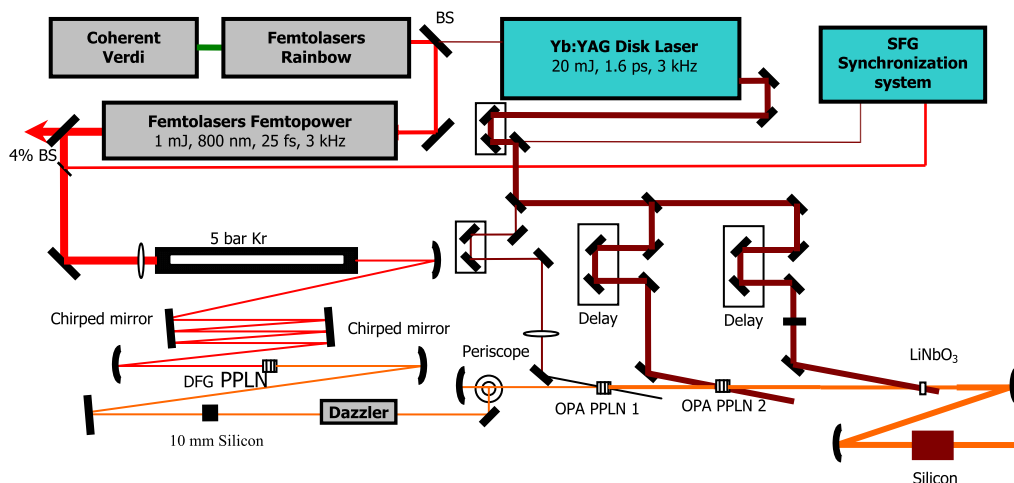 BS
Coherent
Verdi
Femtolasers
Rainbow
Yb:YAG Disk Laser
20 mJ, 1.6 ps, 3 kHz
SFG
Synchronization
system
Femtolasers Femtopower
1 mJ, 800 nm, 25 fs, 3 kHz
4% BS
5 bar Kr
Chirped mirror
Chirped mirror
Delay
Delay
Periscope
LiNbO3
DFG PPLN
OPA PPLN 1
OPA PPLN 2
Dazzler
10 mm Silicon
Silicon